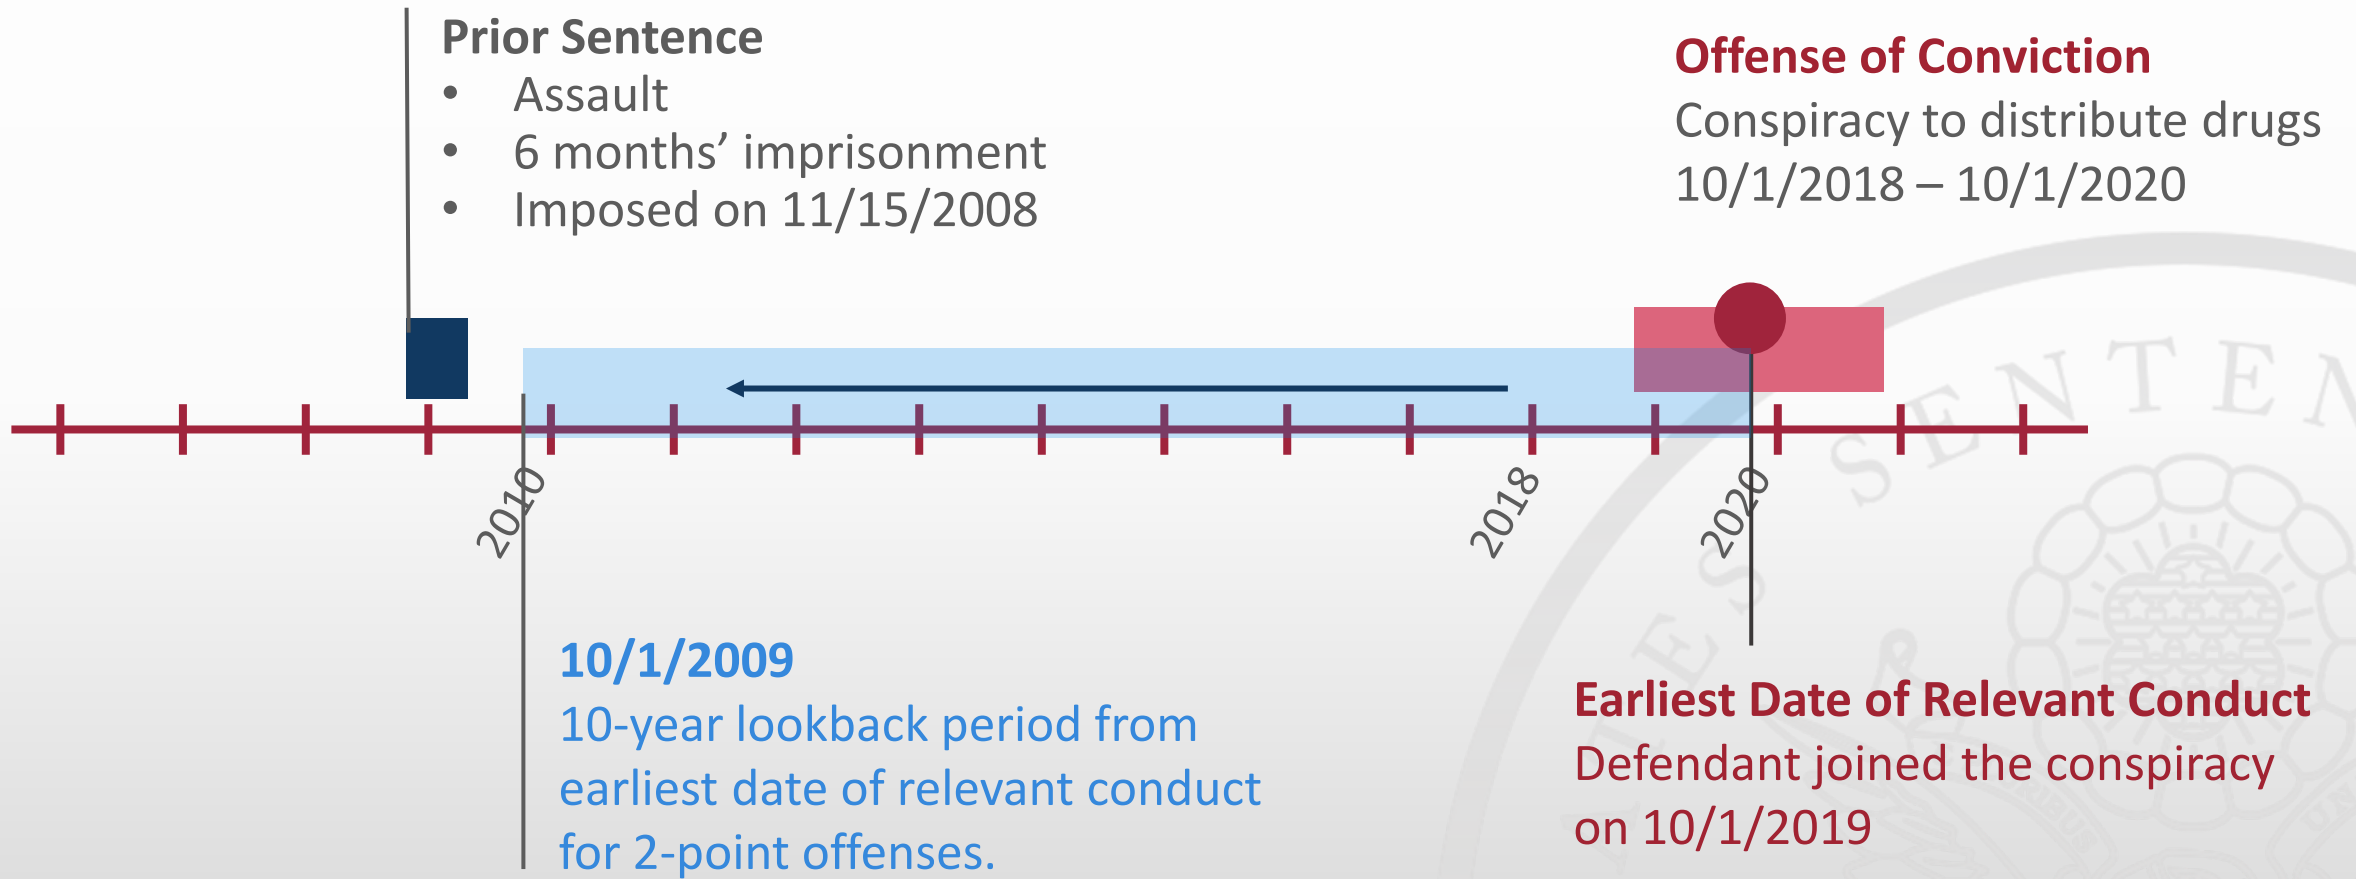 Prior Sentence
• Assault
• 6 months’ imprisonment
• Imposed on 11/15/2008
Offense of Conviction
Conspiracy to distribute drugs
10/1/2018 – 10/1/2020
2010
2018
2020
10/1/2009
10-year lookback period from
earliest date of relevant conduct
for 2-point offenses.
Earliest Date of Relevant Conduct
Defendant joined the conspiracy
on 10/1/2019
ATES SENTEN